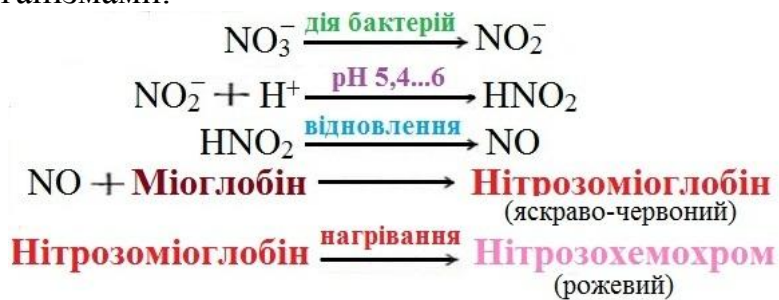 ганізмами.
NO₃⁻ дія бактерій → NO₂⁻
NO₂⁻ + H⁺ pH 5,4...6 → HNO₂
HNO₂ відновлення → NO
NO + Міоглобін → Нітрозоміоглобін
(яскраво-червоний)
Нітрозоміоглобін нагрівання → Нітрозохемохром
(рожевий)